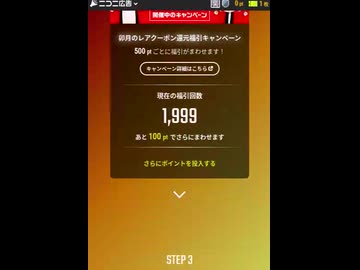 ニコニコ広告
0
1 枚
開催中のキャンペーン
卯月のレアクーポン還元福引キャンペーン
500 pt ごとに福引がまわせます！
キャンペーン詳細はこちら
現在の福引回数
1,999
あと 100 pt でさらにまわせます
さらにポイントを投入する
STEP 3